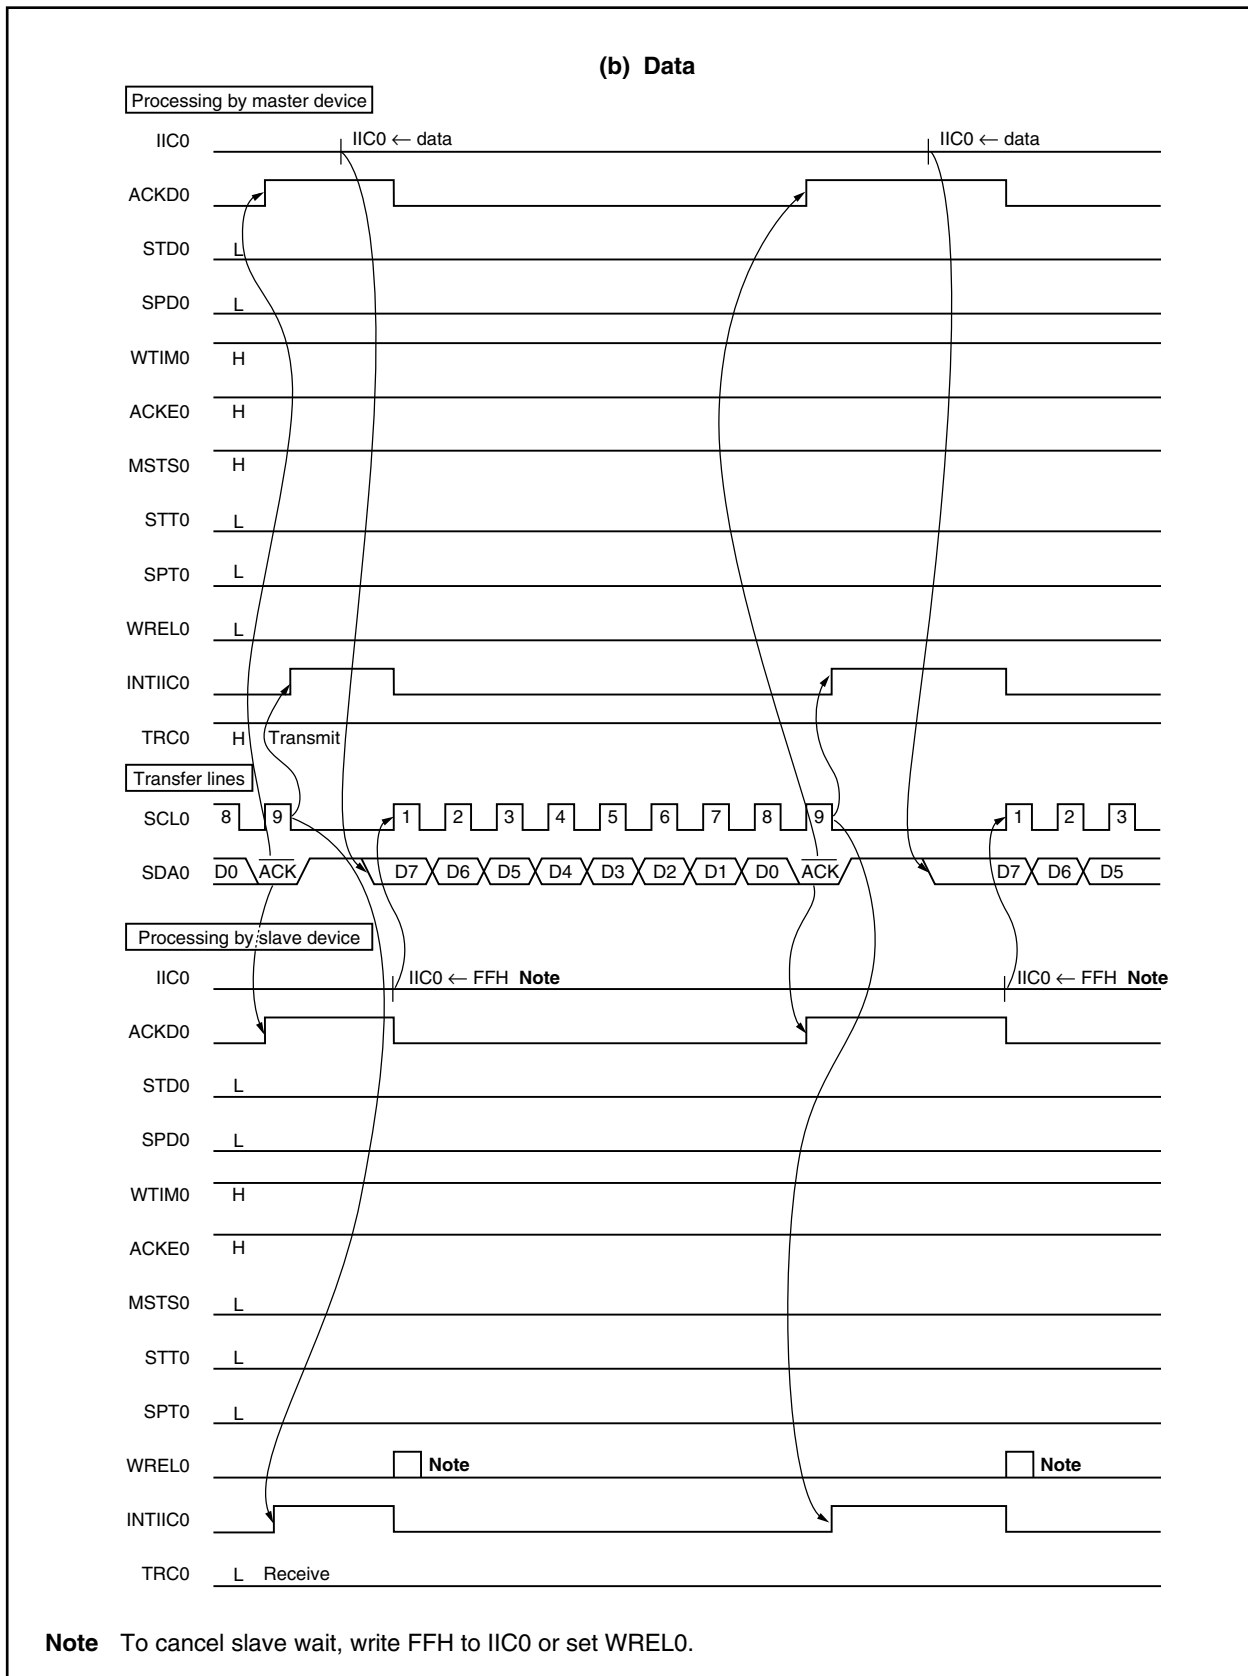 (b) Data
Processing by master device
IIC0 IIC0 ← data IIC0 ← data
ACKD0
STD0 L
SPD0 L
WTIM0 H
ACKE0 H
MSTS0 H
STT0 L
SPT0 L
WREL0 L
INTIIC0
TRC0 H Transmit
Transfer lines
SCL0 8 9 1 2 3 4 5 6 7 8 9 1 2 3
SDA0 D0 ACK D7 D6 D5 D4 D3 D2 D1 D0 ACK D7 D6 D5
Processing by slave device
IIC0 IIC0 ← FFH Note IIC0 ← FFH Note
ACKD0
STD0 L
SPD0 L
WTIM0 H
ACKE0 H
MSTS0 L
STT0 L
SPT0 L
WREL0 Note Note
INTIIC0
TRC0 L Receive
Note To cancel slave wait, write FFH to IIC0 or set WREL0.